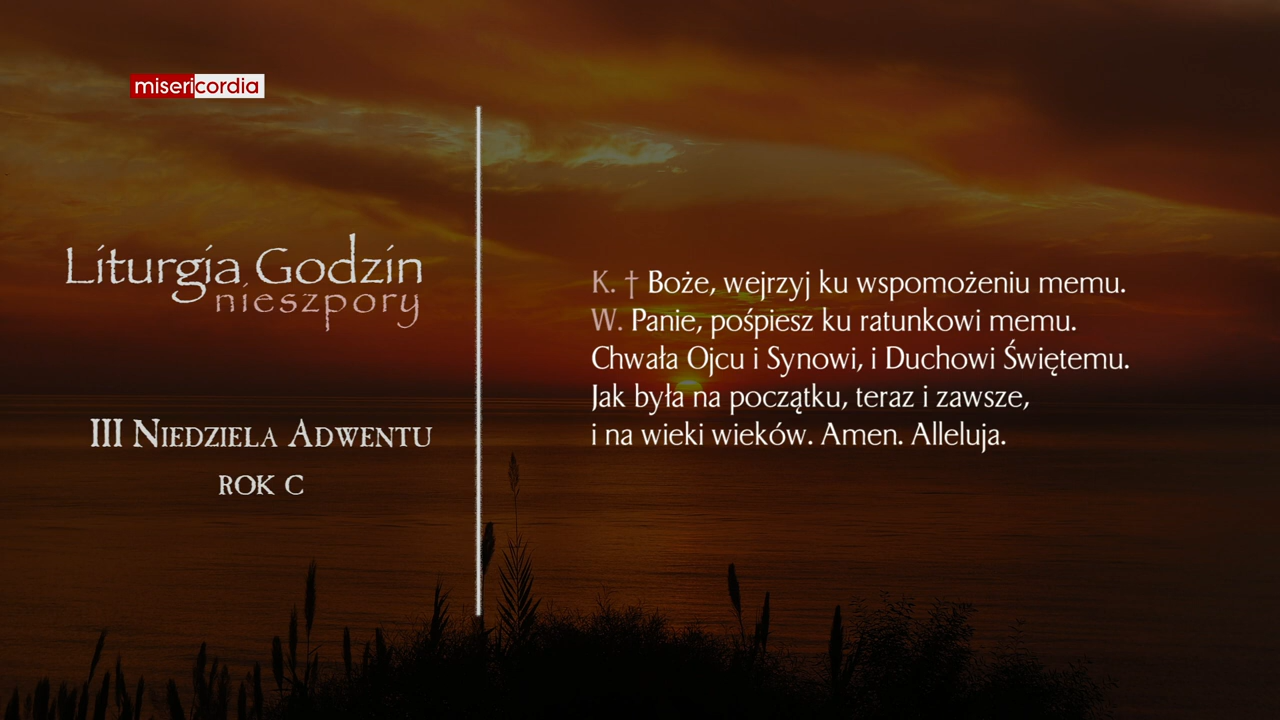 misericordia
Liturgia Godzin
nieszpory
III Niedziela Adwentu
rok C
K. † Boże, wejrzyj ku wspomożeniu memu.
W. Panie, pośpiesz ku ratunkowi memu.
Chwała Ojcu i Synowi, i Duchowi Świętemu.
Jak była na początku, teraz i zawsze,
i na wieki wieków. Amen. Alleluja.